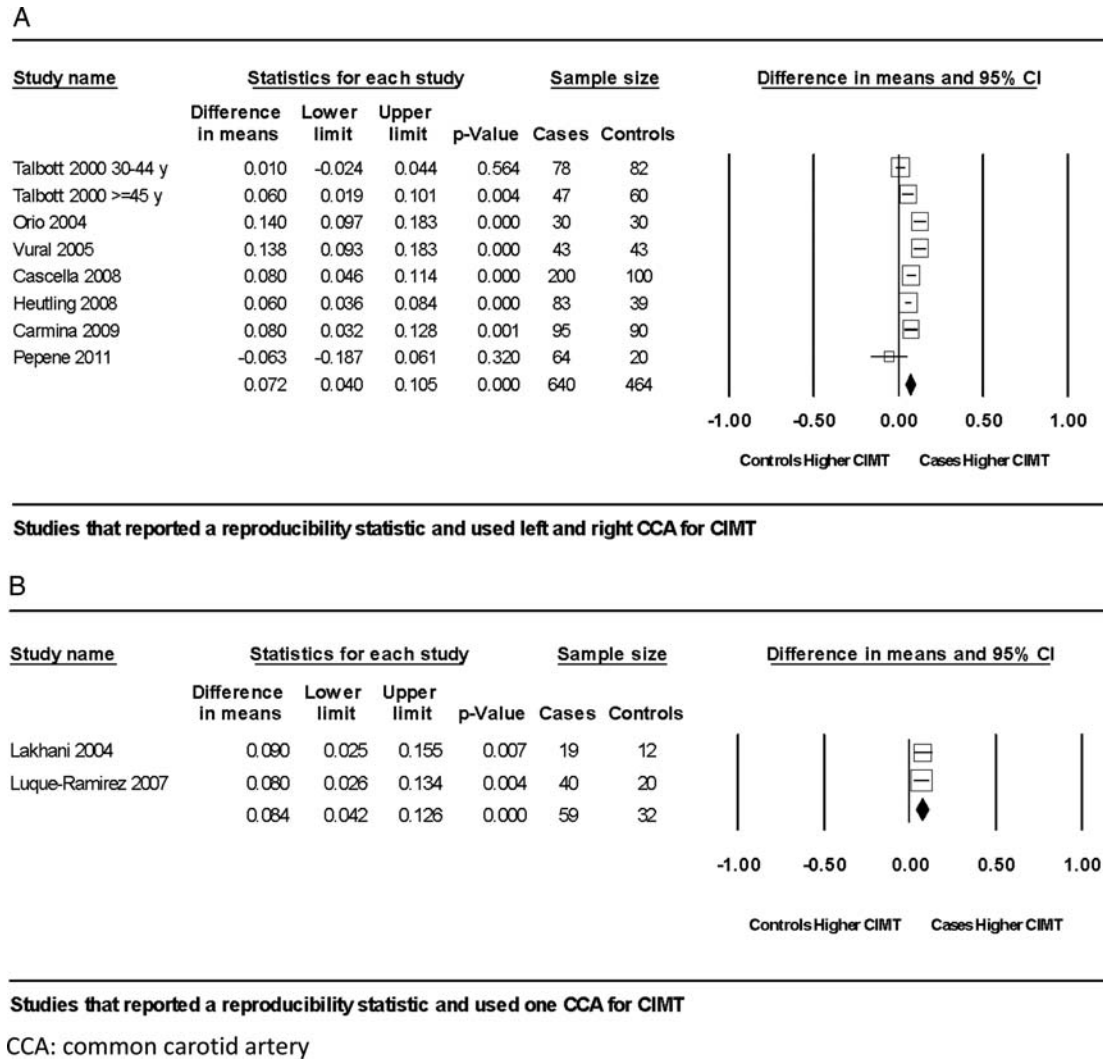 A
Study name Statistics for each study Sample size Difference in means and 95% CI
Difference Lower Upper
in means limit limit p-Value Cases Controls
Talbott 2000 30-44 y 0.010 -0.024 0.044 0.564 78 82
Talbott 2000 >=45 y 0.060 0.019 0.101 0.004 47 60
Orio 2004 0.140 0.097 0.183 0.000 30 30
Vural 2005 0.138 0.093 0.183 0.000 43 43
Cascella 2008 0.080 0.046 0.114 0.000 200 100
Heutling 2008 0.060 0.036 0.084 0.000 83 39
Carmina 2009 0.080 0.032 0.128 0.001 95 90
Pepene 2011 -0.063 -0.187 0.061 0.320 64 20
0.072 0.040 0.105 0.000 640 464
-1.00 -0.50 0.00 0.50 1.00
Controls Higher CIMT Cases Higher CIMT
Studies that reported a reproducibility statistic and used left and right CCA for CIMT
B
Study name Statistics for each study Sample size Difference in means and 95% CI
Difference Lower Upper
in means limit limit p-Value Cases Controls
Lakhani 2004 0.090 0.025 0.155 0.007 19 12
Luque-Ramirez 2007 0.080 0.026 0.134 0.004 40 20
0.084 0.042 0.126 0.000 59 32
-1.00 -0.50 0.00 0.50 1.00
Controls Higher CIMT Cases Higher CIMT
Studies that reported a reproducibility statistic and used one CCA for CIMT
CCA: common carotid artery